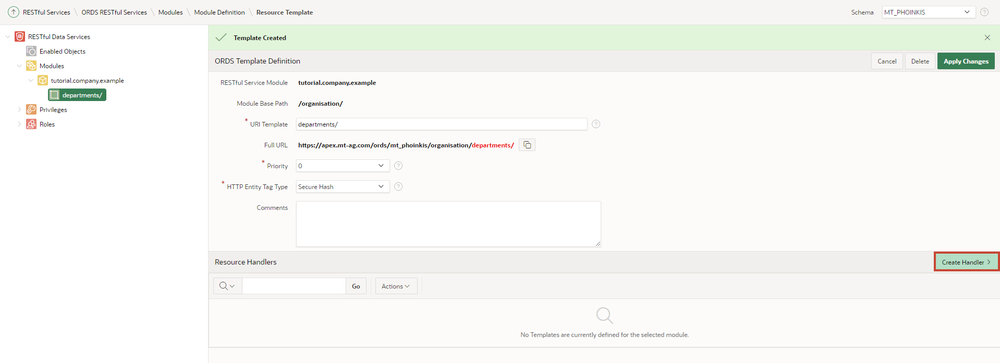 RESTful Services \ ORDS RESTful Services \ Modules \ Module Definition \ Resource Template
Schema MT_PHOINKIS ?
RESTful Data Services
Enabled Objects
Modules
tutorial.company.example
departments/
Privileges
Roles
Template Created
ORDS Template Definition
Cancel Delete Apply Changes
RESTful Service Module tutorial.company.example
Module Base Path /organisation/
* URI Template departments/ ?
Full URL https://apex.mt-ag.com/ords/mt_phoinkis/organisation/departments/
* Priority 0 ?
* HTTP Entity Tag Type Secure Hash ?
Comments
Resource Handlers
Create Handler >
Go Actions
No Templates are currently defined for the selected module.